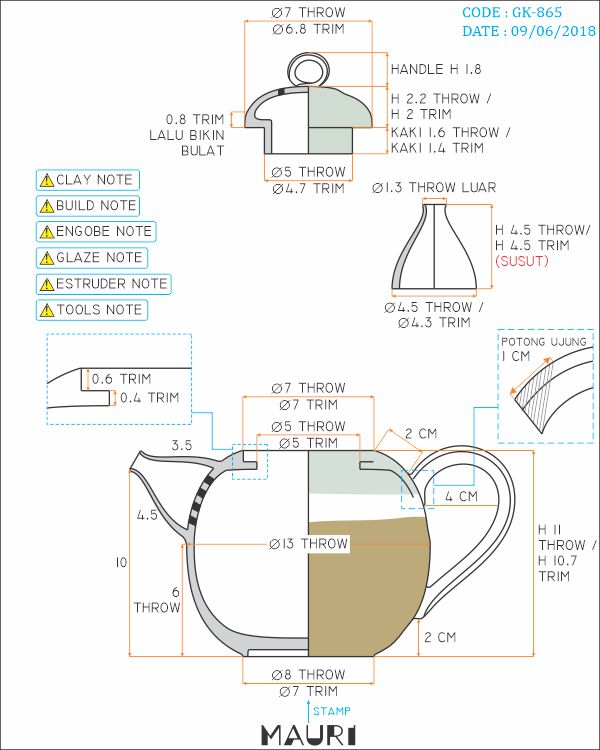 CODE : GK-865
DATE : 09/06/2018
Ø7 THROW
Ø6.8 TRIM
HANDLE H 1.8
H 2.2 THROW /
H 2 TRIM
0.8 TRIM
LALU BIKIN
BULAT
KAKI 1.6 THROW /
KAKI 1.4 TRIM
Ø5 THROW
Ø4.7 TRIM
Ø1.3 THROW LUAR
H 4.5 THROW/
H 4.5 TRIM
(SUSUT)
Ø4.5 THROW /
Ø4.3 TRIM
CLAY NOTE
BUILD NOTE
ENGOBE NOTE
GLAZE NOTE
ESTRUDER NOTE
TOOLS NOTE
0.6 TRIM
0.4 TRIM
POTONG UJUNG
1 CM
Ø7 THROW
Ø7 TRIM
Ø5 THROW
Ø5 TRIM
2 CM
3.5
4.5
4 CM
10
Ø13 THROW
H 11
THROW /
H 10.7
TRIM
6
THROW
2 CM
Ø8 THROW
Ø7 TRIM
STAMP
MAURI